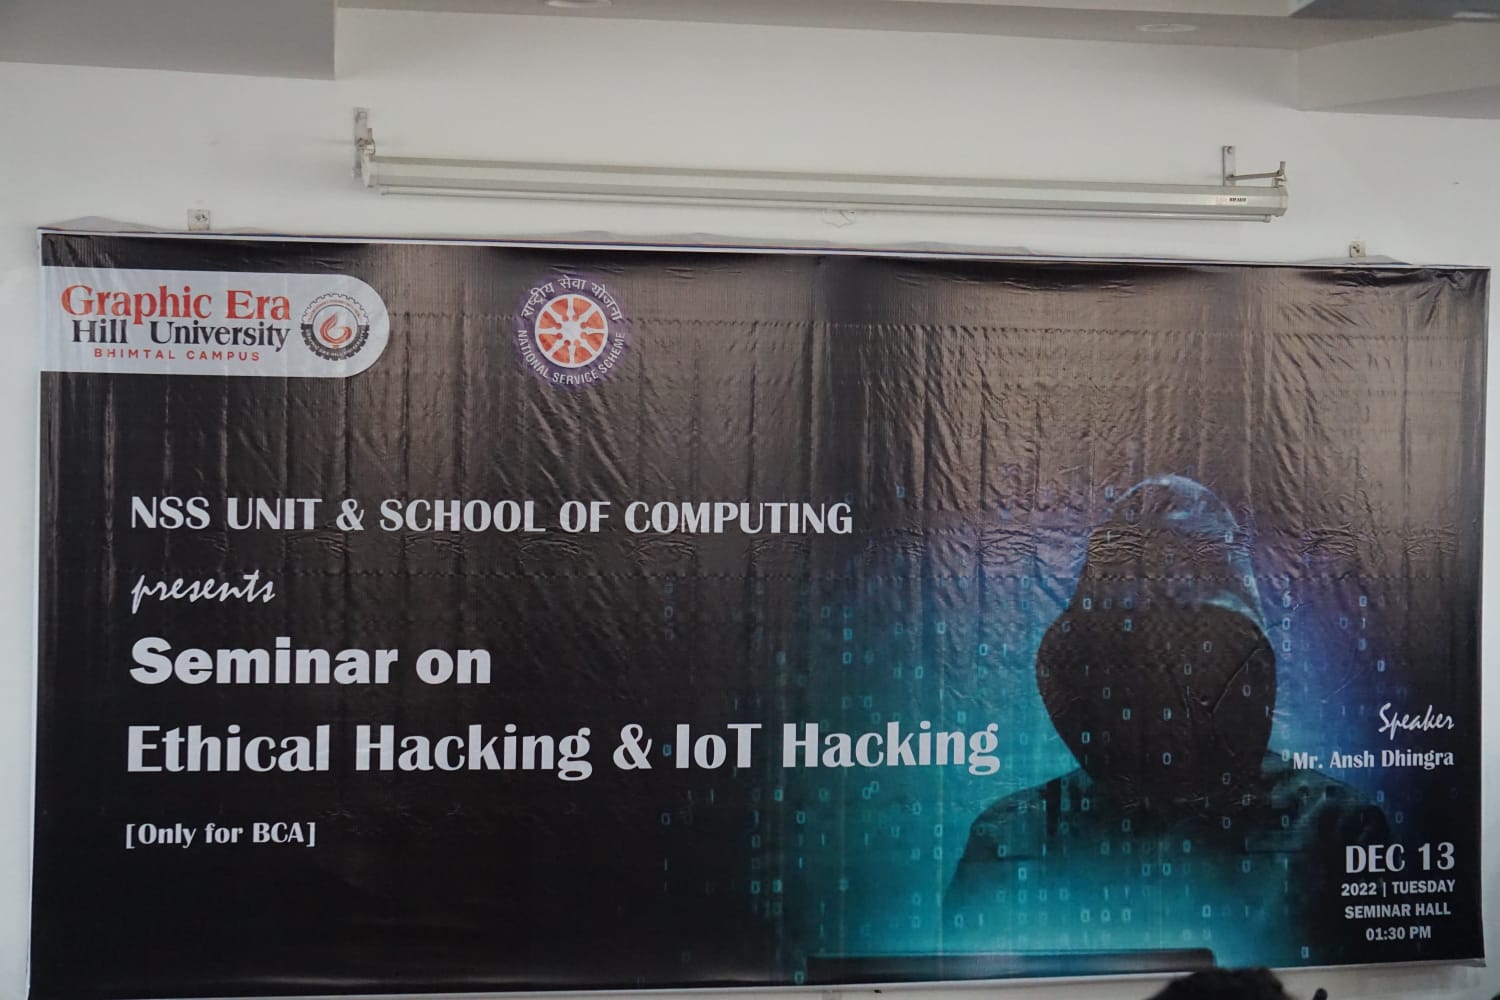 Graphic Era
Hill University
BHIMTAL CAMPUS
राष्ट्रीय सेवा योजना
NATIONAL SERVICE SCHEME
NSS UNIT & SCHOOL OF COMPUTING
presents
Seminar on
Ethical Hacking & IoT Hacking
[Only for BCA]
Speaker
Mr. Ansh Dhingra
DEC 13
2022 | TUESDAY
SEMINAR HALL
01:30 PM